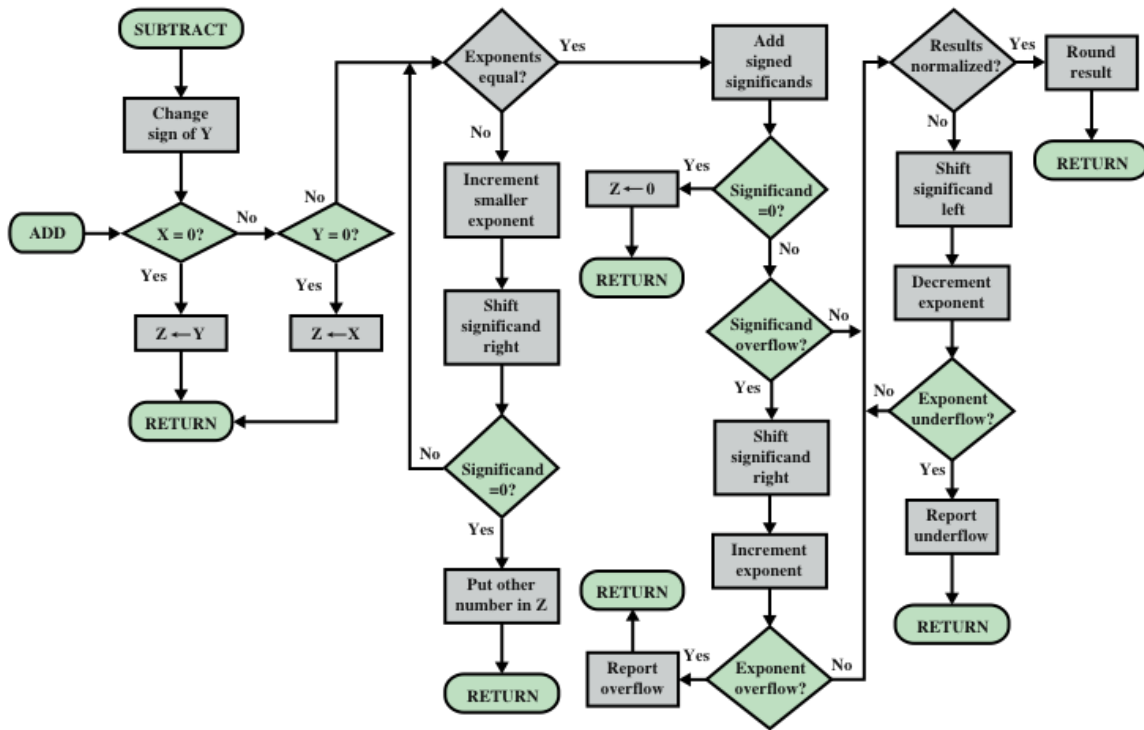 SUBTRACT
Change
sign of Y
ADD
X = 0?
No
Yes
Z ←Y
RETURN
No
Y = 0?
Yes
Z ←X
Exponents
equal?
Yes
No
Increment
smaller
exponent
Shift
significand
right
No
Significand
=0?
Yes
Put other
number in Z
RETURN
Add
signed
significands
Yes
Significand
=0?
Z ← 0
RETURN
No
Significand
overflow?
No
Yes
Shift
significand
right
Increment
exponent
Exponent
overflow?
Yes
Report
overflow
RETURN
No
Results
normalized?
Yes
Round
result
RETURN
No
Shift
significand
left
Decrement
exponent
No
Exponent
underflow?
Yes
Report
underflow
RETURN